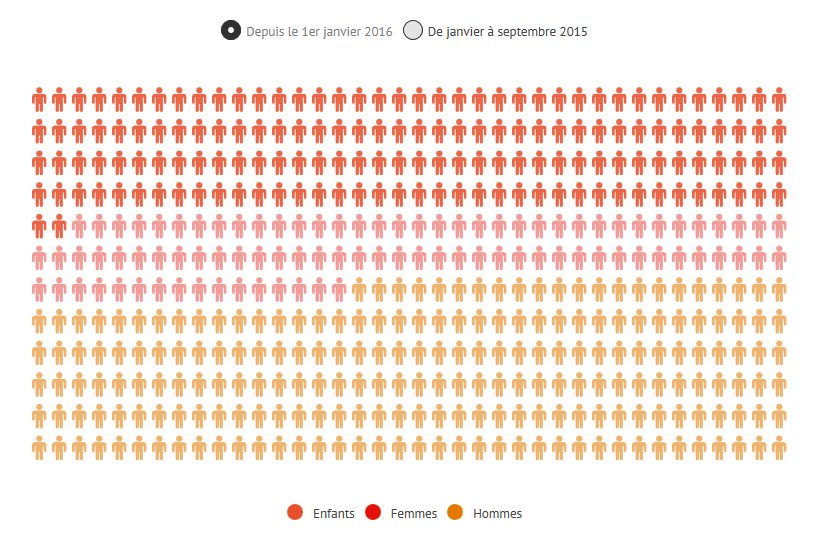 Depuis le 1er janvier 2016 De janvier à septembre 2015
Enfants Femmes Hommes